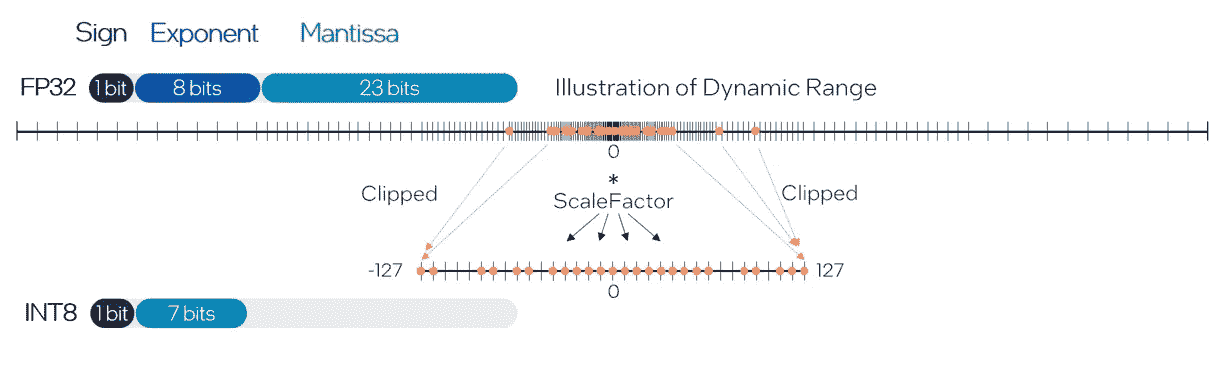 Sign Exponent Mantissa
FP32 1 bit 8 bits 23 bits Illustration of Dynamic Range
0
*
Clipped ScaleFactor Clipped
-127 127
0
INT8 1 bit 7 bits